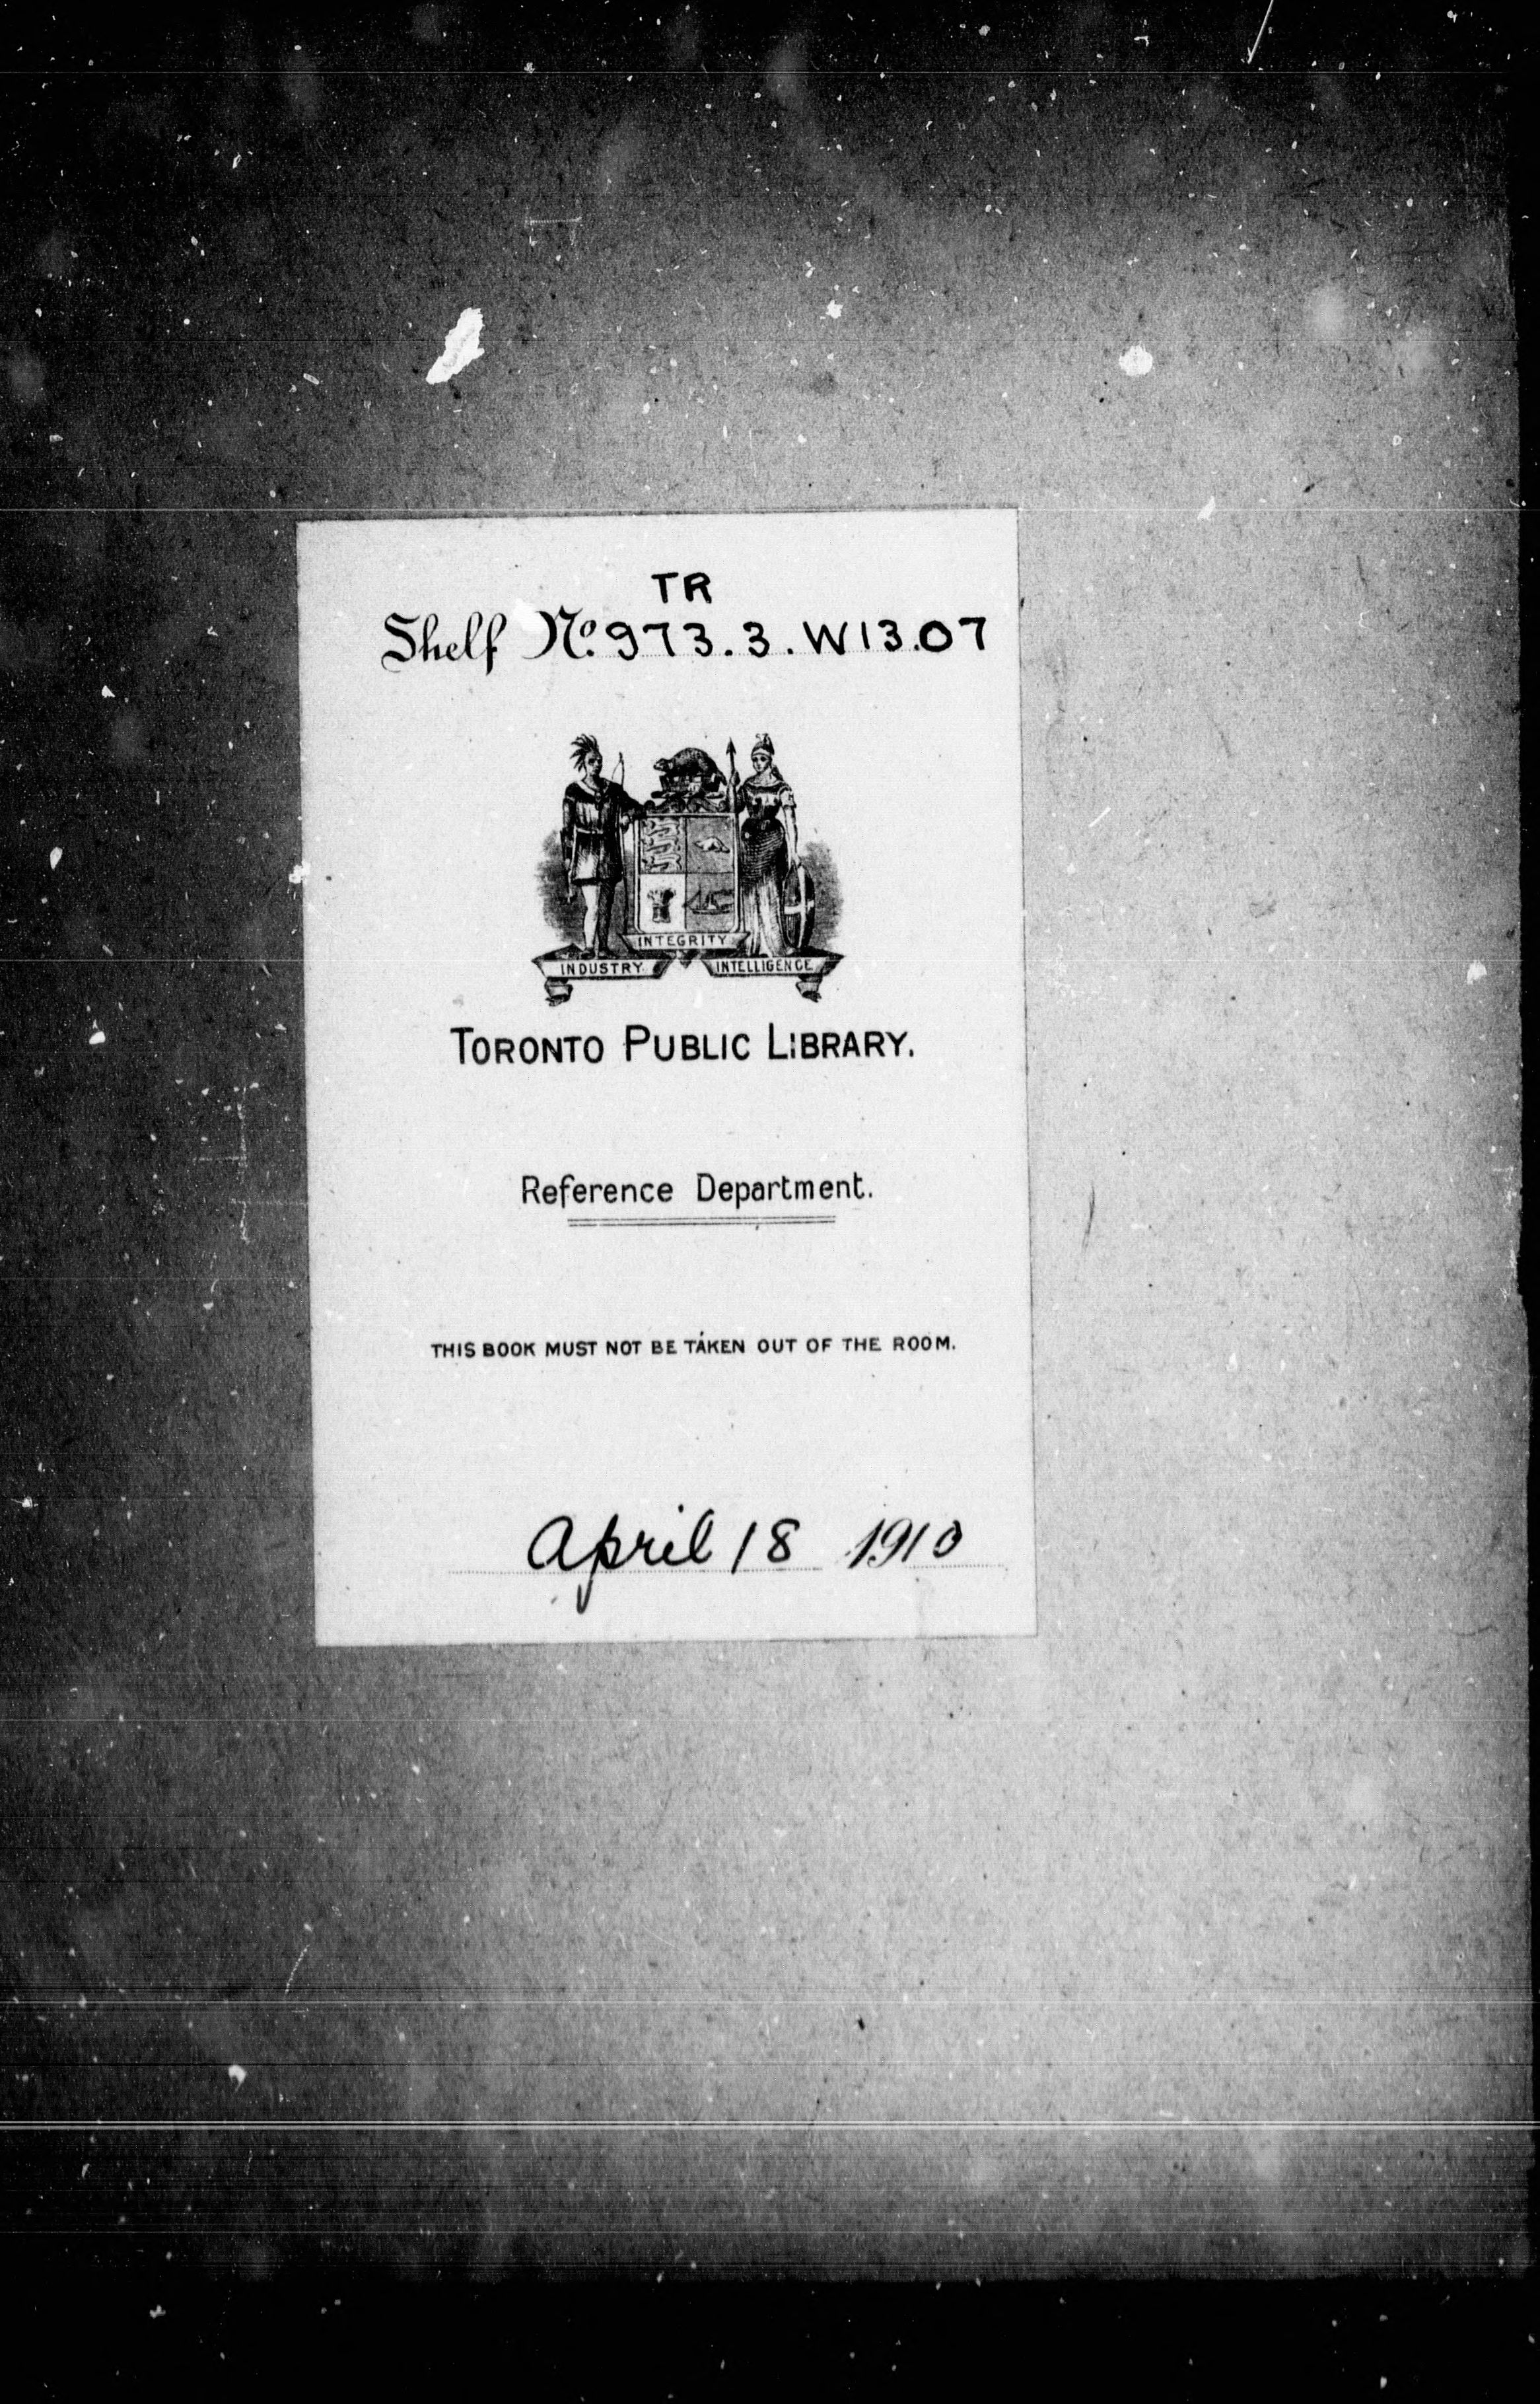 TR
Shelf No. 973.3.W13.07
INTEGRITY
INDUSTRY INTELLIGENCE
TORONTO PUBLIC LIBRARY.
Reference Department.
THIS BOOK MUST NOT BE TAKEN OUT OF THE ROOM.
April 18 1910